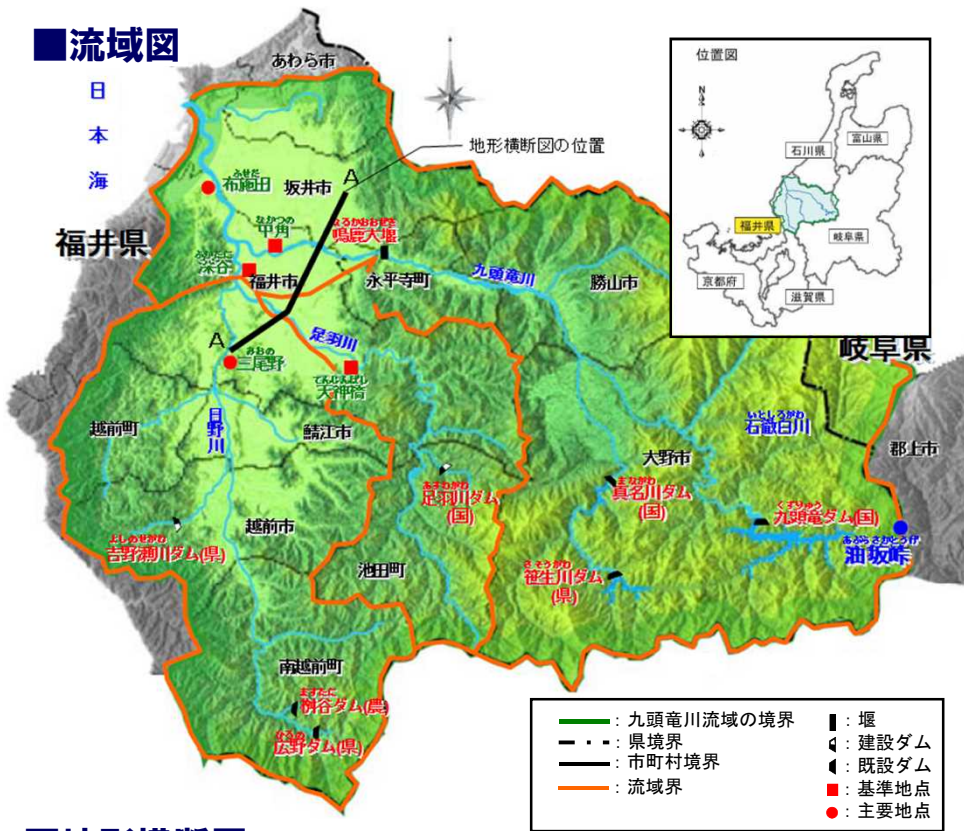 ■流域図
あわら市
日本海
地形横断図の位置
ふせだ
布施田
坂井市
A
なかつの
中角
なるかおおぜき
鳴鹿大堰
福井県
深谷
福井市
永平寺町
九頭竜川
勝山市
足羽川
A
みおの
三尾野
てんじんばし
天神橋
岐阜県
いとしろがわ
石徹白川
越前町
日野川
鯖江市
郡上市
大野市
あすわがわ
足羽川ダム
(国)
まながわ
真名川ダム
(国)
くずりゅう
九頭竜ダム(国)
あぶらさかとうげ
油坂峠
よしのせがわ
吉野瀬川ダム(県)
越前市
池田町
さそうがわ
笹生川ダム
(県)
南越前町
ますたに
桝谷ダム(農)
ひろの
広野ダム(県)
位置図
N
富山県
石川県
福井県
岐阜県
京都府
滋賀県
:九頭竜川流域の境界
:県境界
:市町村境界
:流域界
:堰
:建設ダム
:既設ダム
:基準地点
:主要地点